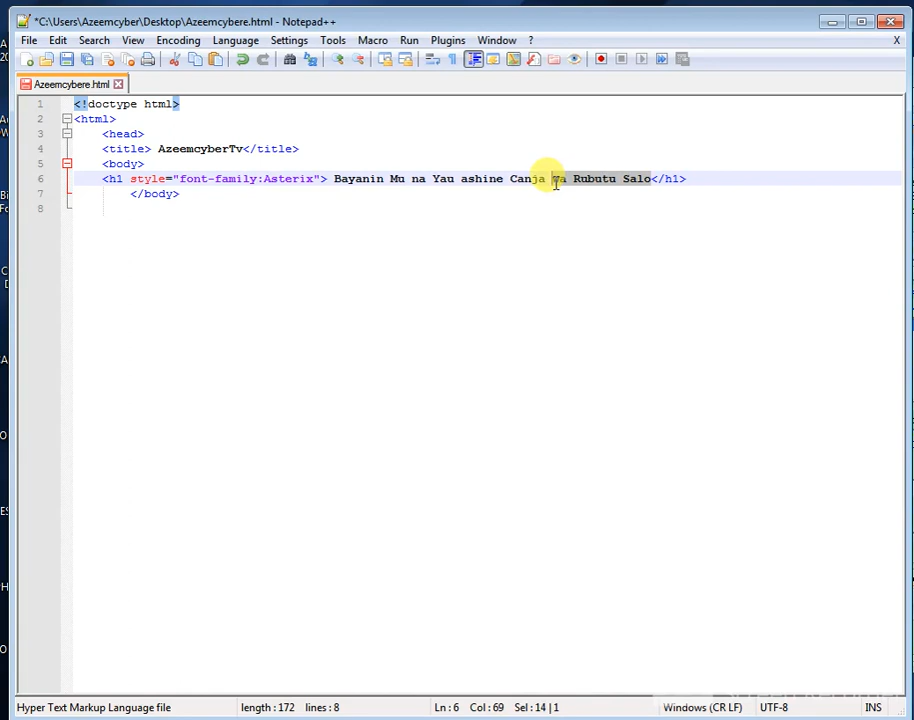 *C:\Users\Azeemcyber\Desktop\Azeemcybere.html - Notepad++
File Edit Search View Encoding Language Settings Tools Macro Run Plugins Window ? X
Azeemcybere.html
1 <!doctype html>
2 <html>
3 <head>
4 <title> AzeemcyberTv</title>
5 <body>
6 <h1 style="font-family:Asterix"> Bayanin Mu na Yau ashine Canja wa Rubutu Salo</h1>
7 </body>
8
Hyper Text Markup Language file length : 172 lines : 8 Ln : 6 Col : 69 Sel : 14 | 1 Windows (CR LF) UTF-8 INS